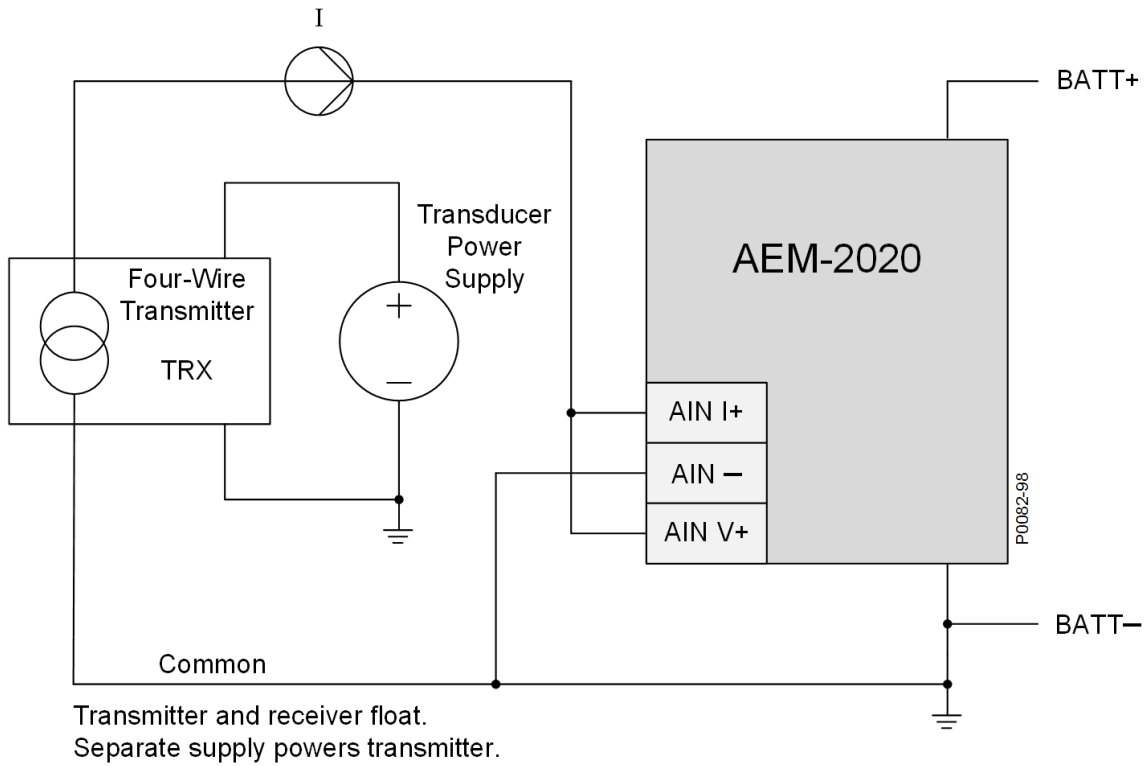 I
BATT+
Transducer
Power
Supply
AEM-2020
Four-Wire
Transmitter
TRX
+
−
AIN I+
AIN −
AIN V+
P0082-98
BATT−
Common
Transmitter and receiver float.
Separate supply powers transmitter.